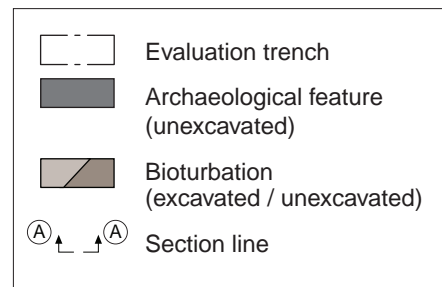 Evaluation trench
Archaeological feature
(unexcavated)
Bioturbation
(excavated / unexcavated)
A A Section line